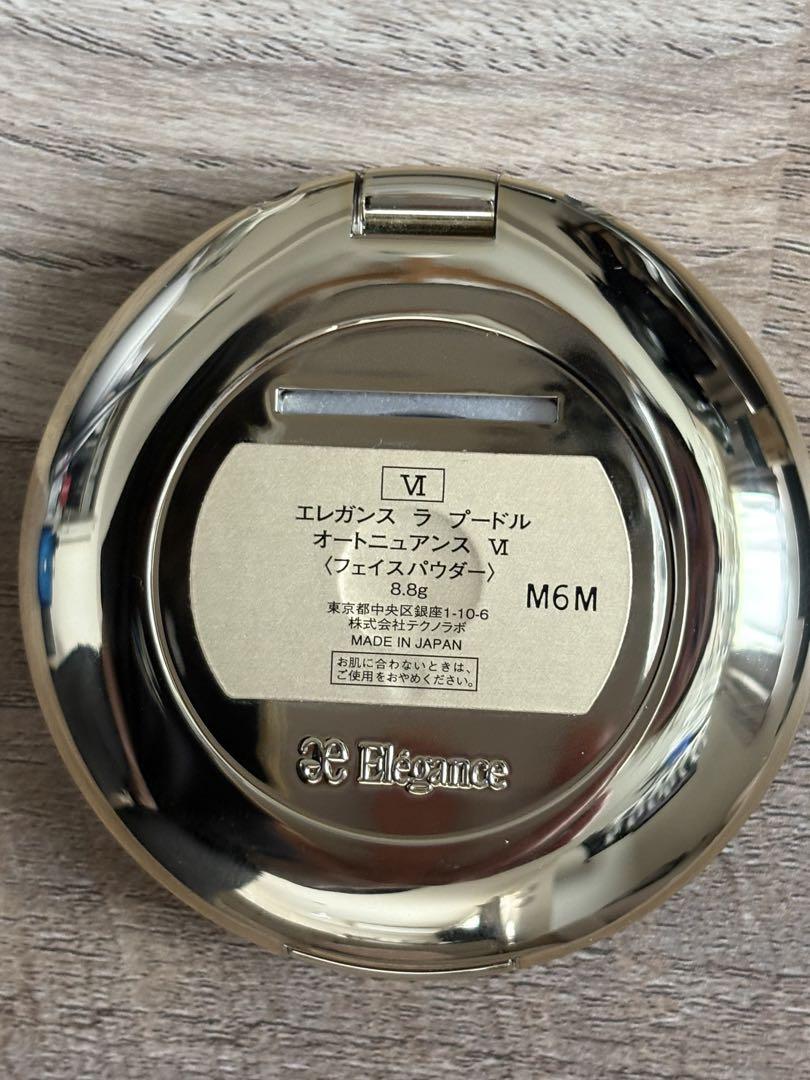 VI
エレガンス ラ プードル
オートニュアンス VI
〈フェイスパウダー〉
8.8g
M6M
東京都中央区銀座1-10-6
株式会社テクノラボ
MADE IN JAPAN
お肌に合わないときは、
ご使用をおやめください。
æ Elégance